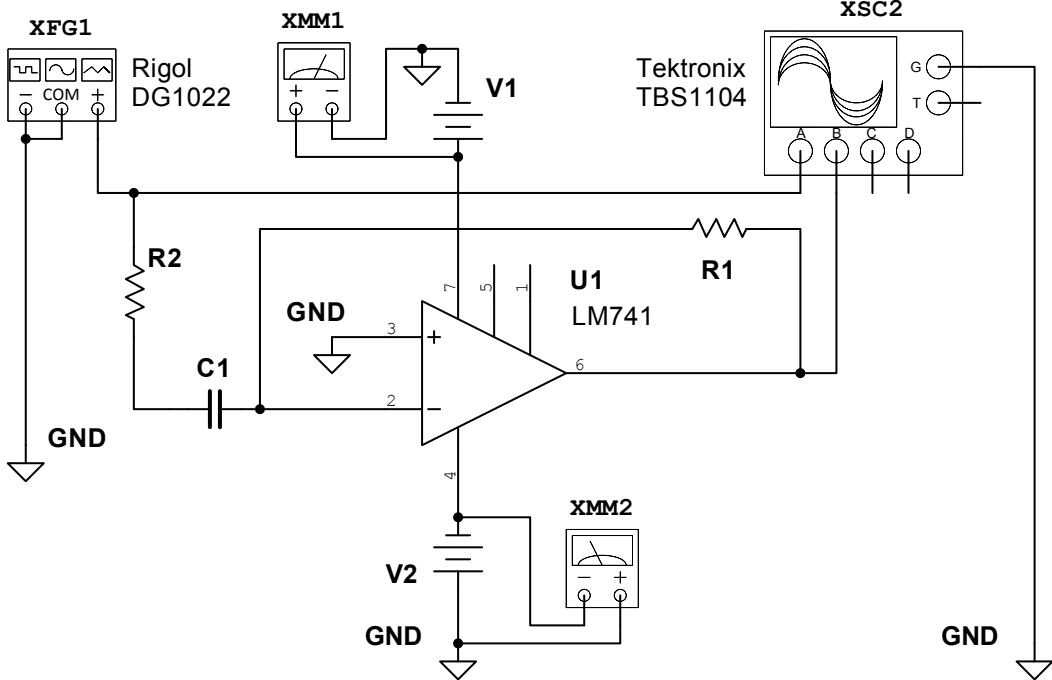 XFG1
− COM +
Rigol
DG1022
XMM1
+ −
V1
XSC2
Tektronix
TBS1104
G
T
A B C D
R2
R1
U1
LM741
7
5
1
GND
3
+
6
C1
2
−
GND
4
XMM2
− +
V2
GND
GND